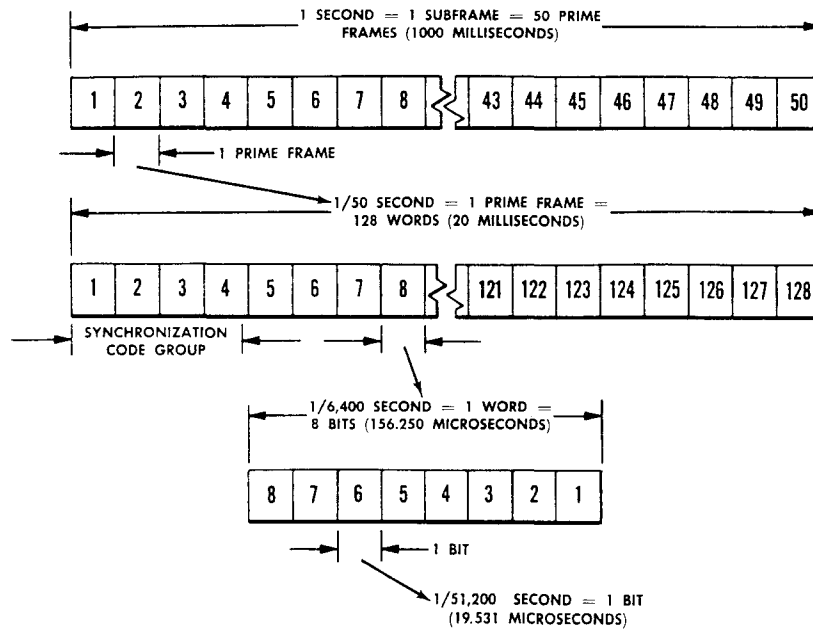 1 SECOND = 1 SUBFRAME = 50 PRIME
FRAMES (1000 MILLISECONDS)
1 2 3 4 5 6 7 8 43 44 45 46 47 48 49 50
1 PRIME FRAME
1/50 SECOND = 1 PRIME FRAME =
128 WORDS (20 MILLISECONDS)
1 2 3 4 5 6 7 8 121 122 123 124 125 126 127 128
SYNCHRONIZATION
CODE GROUP
1/6,400 SECOND = 1 WORD =
8 BITS (156.250 MICROSECONDS)
8 7 6 5 4 3 2 1
1 BIT
1/51,200 SECOND = 1 BIT
(19.531 MICROSECONDS)